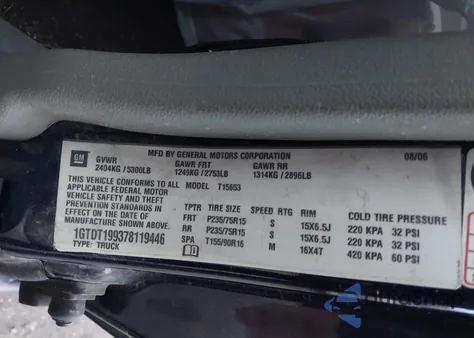 MFD BY GENERAL MOTORS CORPORATION 08/06
GM GVWR GAWR FRT GAWR RR
2404KG / 5300LB 1249KG / 2753LB 1314KG / 2896LB
THIS VEHICLE CONFORMS TO ALL MODEL T15653
APPLICABLE FEDERAL MOTOR
VEHICLE SAFETY, BUMPER, AND THEFT
PREVENTION STANDARDS IN
EFFECT ON THE DATE OF
MANUFACTURE SHOWN ABOVE.
1GTDT199378119446
TYPE: TRUCK
TPTR TIRE SIZE SPEED RTG RIM COLD TIRE PRESSURE
FRT P235/75R15 S 15X6.5J 220 KPA 32 PSI
RR P235/75R15 S 15X6.5J 220 KPA 32 PSI
SPA T155/90R16 M 16X4T 420 KPA 60 PSI